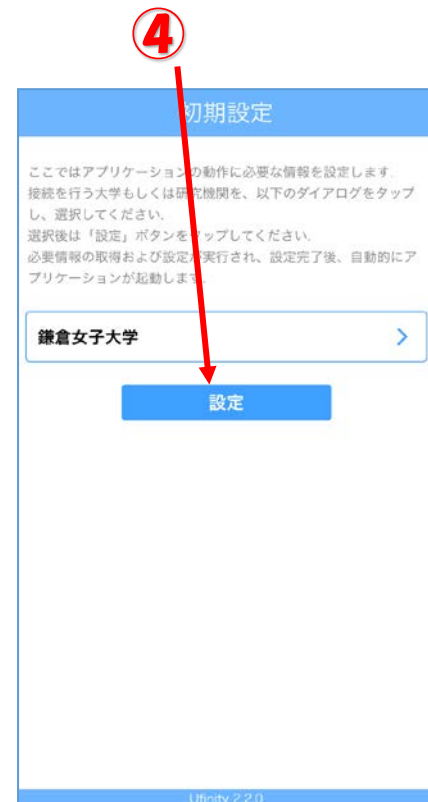 ④
初期設定
ここではアプリケーションの動作に必要な情報を設定します.
接続を行う大学もしくは研究機関を、以下のダイアログをタップ
し、選択してください.
選択後は「設定」ボタンをタップしてください.
必要情報の取得および設定が実行され、設定完了後、自動的にア
プリケーションが起動します.
鎌倉女子大学
設定
Ufinity 2.2.0